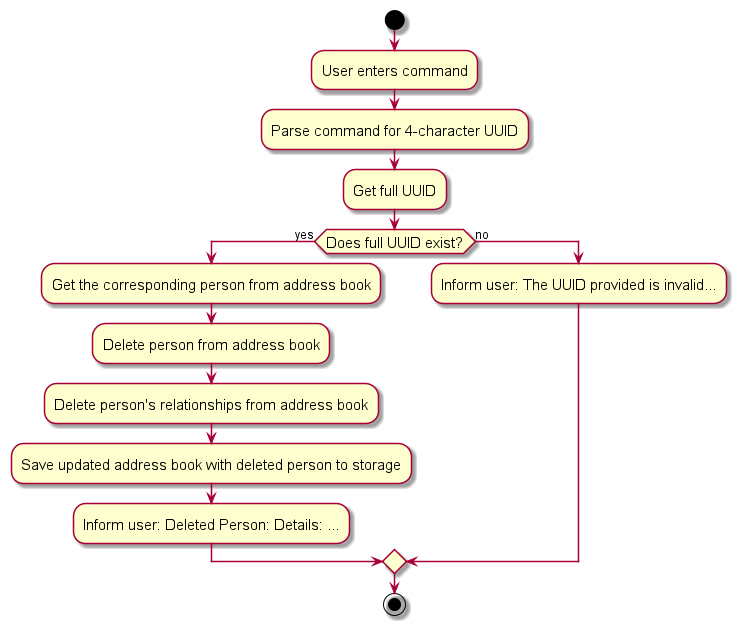 User enters command
Parse command for 4-character UUID
Get full UUID
yes
Does full UUID exist?
no
Get the corresponding person from address book
Inform user: The UUID provided is invalid...
Delete person from address book
Delete person's relationships from address book
Save updated address book with deleted person to storage
Inform user: Deleted Person: Details: ...